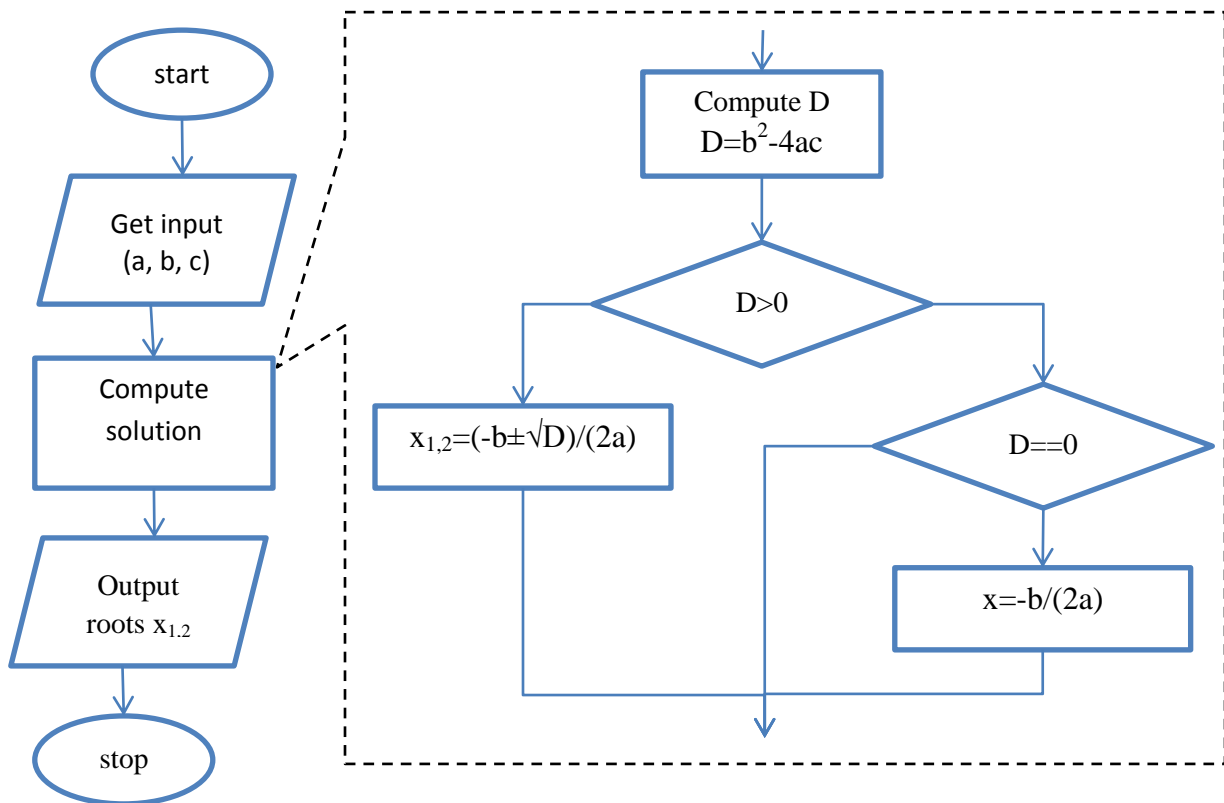 start
Get input
(a, b, c)
Compute
solution
Output
roots x₁.₂
stop
Compute D
D=b²-4ac
D>0
x₁,₂=(-b±√D)/(2a)
D==0
x=-b/(2a)